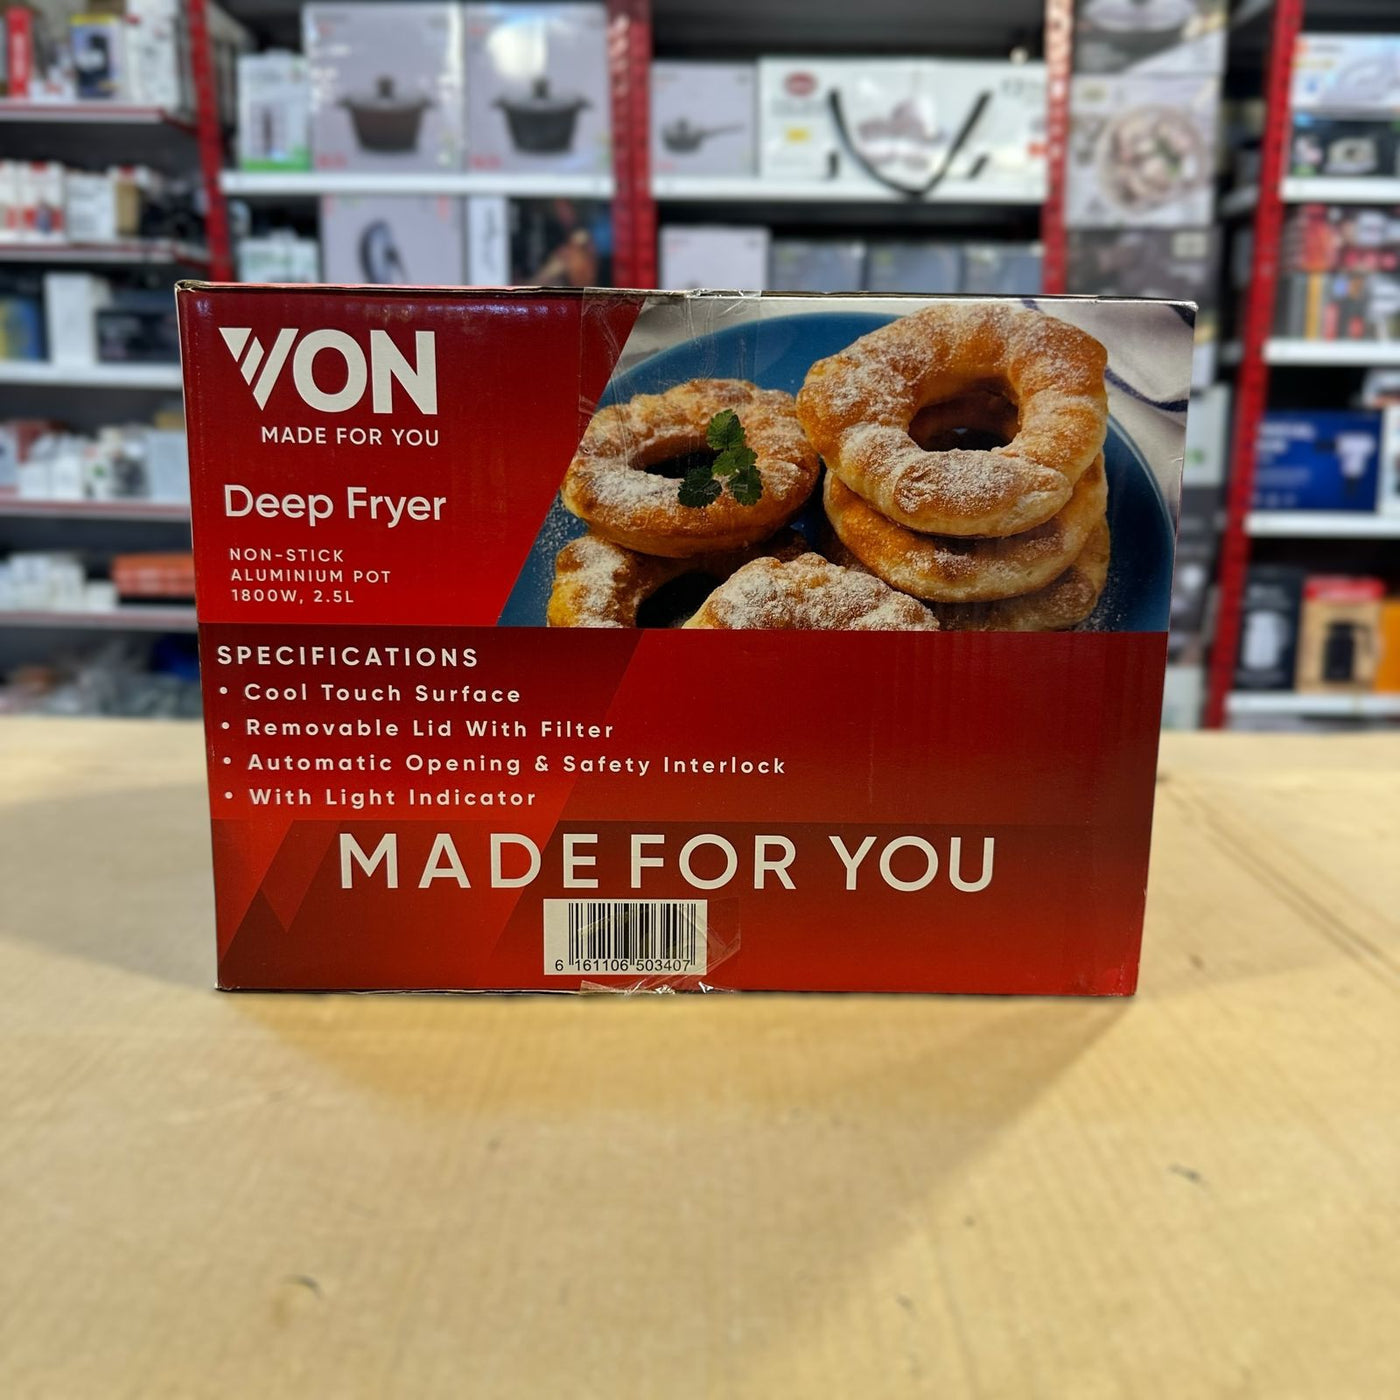 VON
MADE FOR YOU
Deep Fryer
NON-STICK
ALUMINIUM POT
1800W, 2.5L
SPECIFICATIONS
• Cool Touch Surface
• Removable Lid With Filter
• Automatic Opening & Safety Interlock
• With Light Indicator
MADE FOR YOU
6 161106 503407